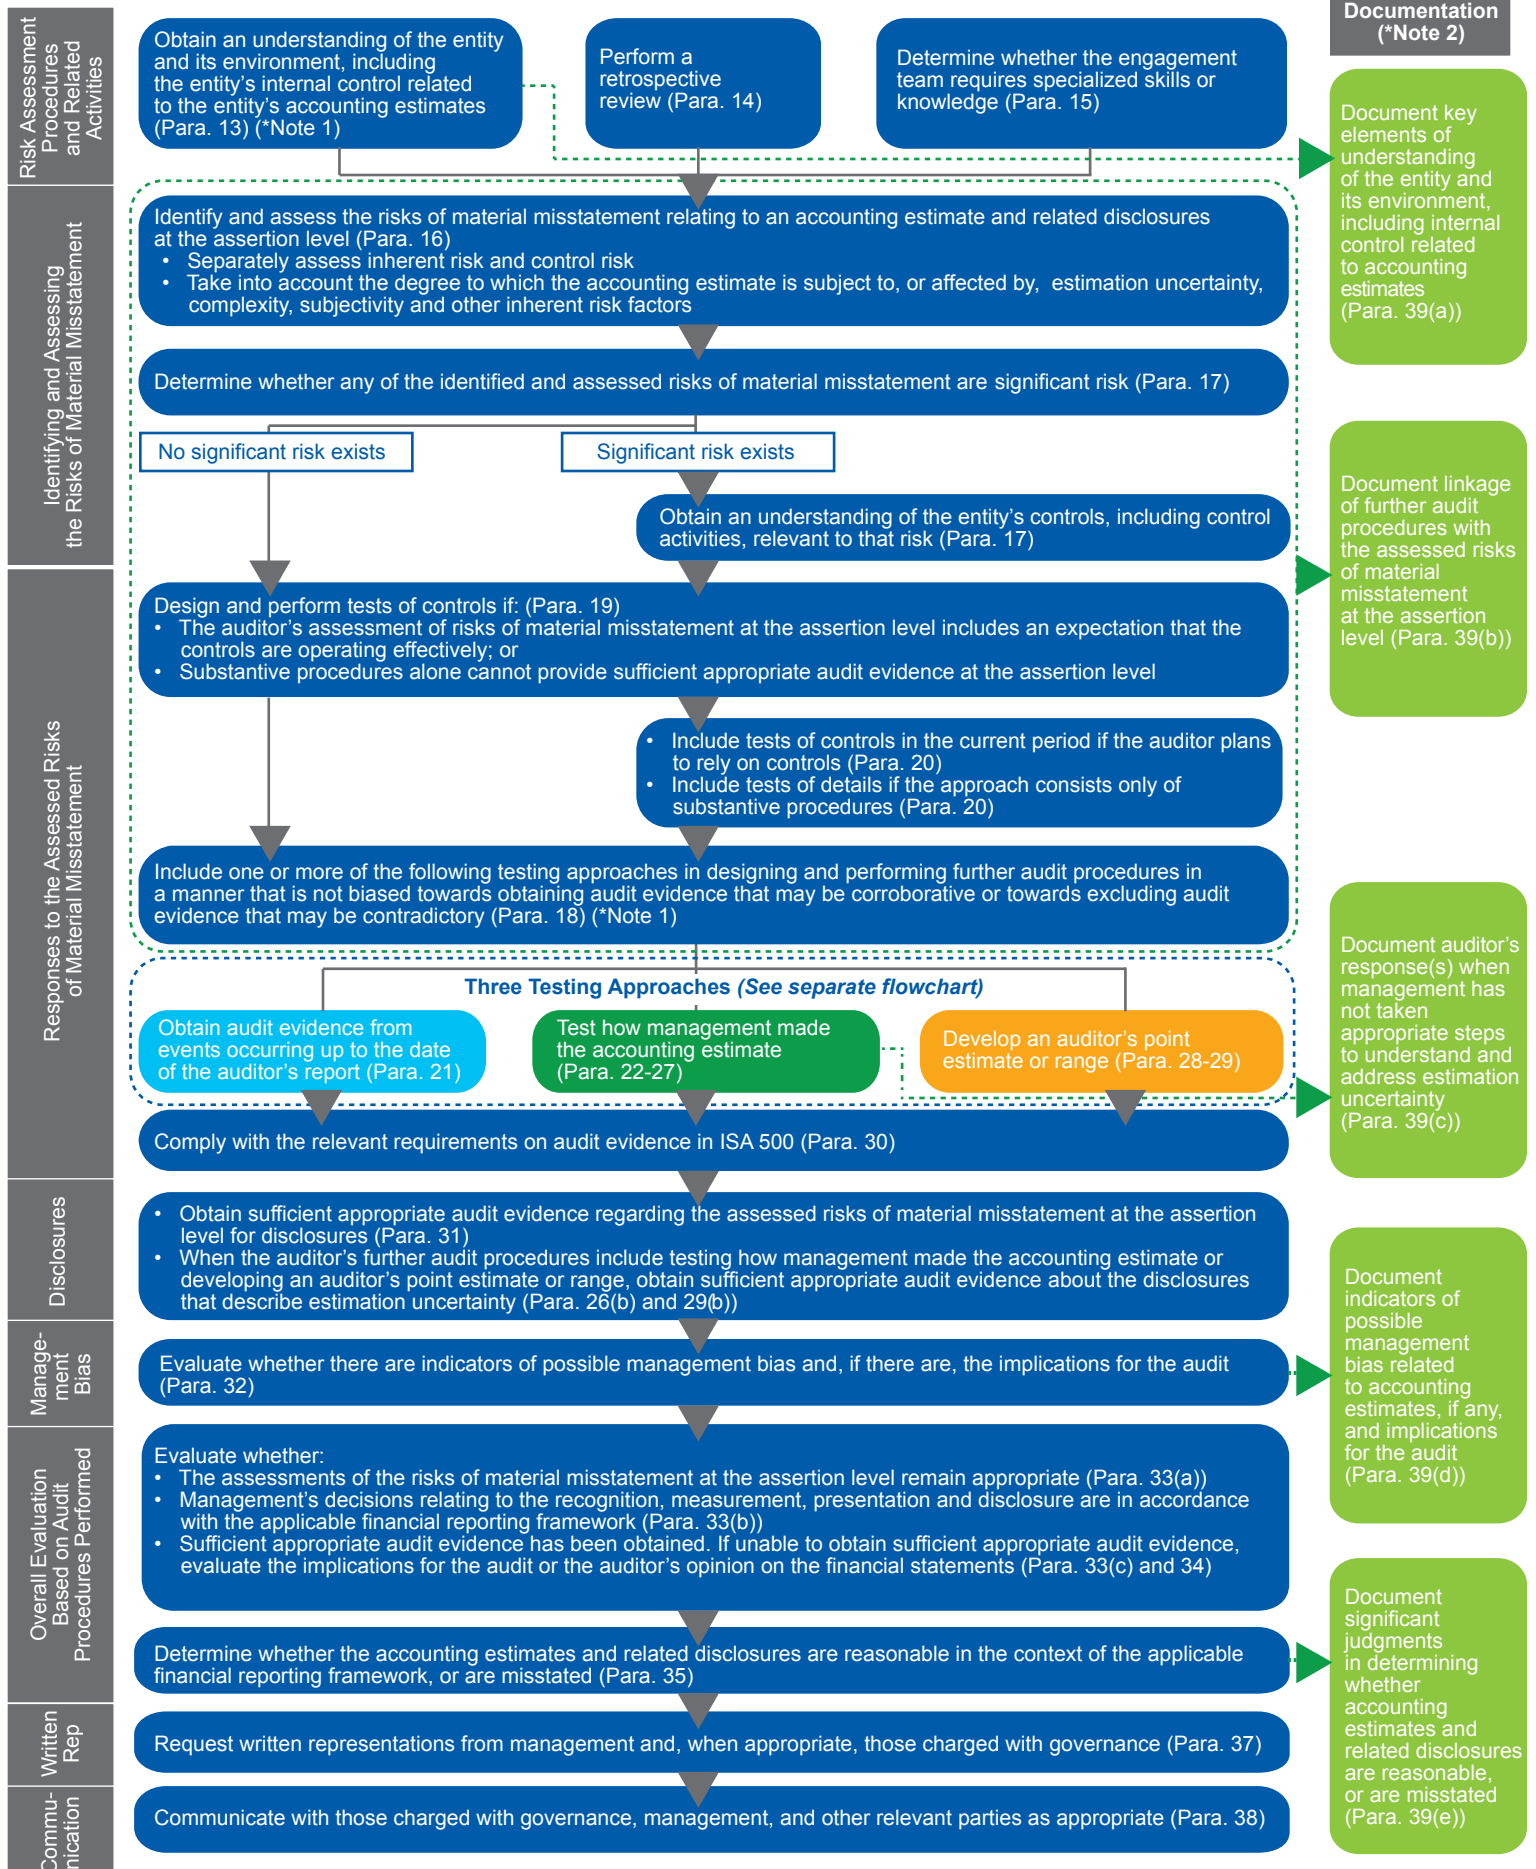 Documentation
(*Note 2)
Risk Assessment
Procedures
and Related
Activities
Obtain an understanding of the entity
and its environment, including
the entity's internal control related
to the entity's accounting estimates
(Para. 13) (*Note 1)
Perform a
retrospective
review (Para. 14)
Determine whether the engagement
team requires specialized skills or
knowledge (Para. 15)
Document key
elements of
understanding
of the entity and
its environment,
including internal
control related
to accounting
estimates
(Para. 39(a))
Identifying and Assessing
the Risks of Material Misstatement
Identify and assess the risks of material misstatement relating to an accounting estimate and related disclosures
at the assertion level (Para. 16)
• Separately assess inherent risk and control risk
• Take into account the degree to which the accounting estimate is subject to, or affected by, estimation uncertainty,
complexity, subjectivity and other inherent risk factors
Determine whether any of the identified and assessed risks of material misstatement are significant risk (Para. 17)
No significant risk exists
Significant risk exists
Obtain an understanding of the entity's controls, including control
activities, relevant to that risk (Para. 17)
Document linkage
of further audit
procedures with
the assessed risks
of material
misstatement
at the assertion
level (Para. 39(b))
Responses to the Assessed Risks
of Material Misstatement
Design and perform tests of controls if: (Para. 19)
• The auditor's assessment of risks of material misstatement at the assertion level includes an expectation that the
controls are operating effectively; or
• Substantive procedures alone cannot provide sufficient appropriate audit evidence at the assertion level
• Include tests of controls in the current period if the auditor plans
to rely on controls (Para. 20)
• Include tests of details if the approach consists only of
substantive procedures (Para. 20)
Include one or more of the following testing approaches in designing and performing further audit procedures in
a manner that is not biased towards obtaining audit evidence that may be corroborative or towards excluding audit
evidence that may be contradictory (Para. 18) (*Note 1)
Three Testing Approaches (See separate flowchart)
Obtain audit evidence from
events occurring up to the date
of the auditor's report (Para. 21)
Test how management made
the accounting estimate
(Para. 22-27)
Develop an auditor's point
estimate or range (Para. 28-29)
Document auditor's
response(s) when
management has
not taken
appropriate steps
to understand and
address estimation
uncertainty
(Para. 39(c))
Comply with the relevant requirements on audit evidence in ISA 500 (Para. 30)
Disclosures
• Obtain sufficient appropriate audit evidence regarding the assessed risks of material misstatement at the assertion
level for disclosures (Para. 31)
• When the auditor's further audit procedures include testing how management made the accounting estimate or
developing an auditor's point estimate or range, obtain sufficient appropriate audit evidence about the disclosures
that describe estimation uncertainty (Para. 26(b) and 29(b))
Manage-
ment
Bias
Evaluate whether there are indicators of possible management bias and, if there are, the implications for the audit
(Para. 32)
Document
indicators of
possible
management
bias related
to accounting
estimates, if any,
and implications
for the audit
(Para. 39(d))
Overall Evaluation
Based on Audit
Procedures Performed
Evaluate whether:
• The assessments of the risks of material misstatement at the assertion level remain appropriate (Para. 33(a))
• Management's decisions relating to the recognition, measurement, presentation and disclosure are in accordance
with the applicable financial reporting framework (Para. 33(b))
• Sufficient appropriate audit evidence has been obtained. If unable to obtain sufficient appropriate audit evidence,
evaluate the implications for the audit or the auditor's opinion on the financial statements (Para. 33(c) and 34)
Determine whether the accounting estimates and related disclosures are reasonable in the context of the applicable
financial reporting framework, or are misstated (Para. 35)
Document
significant
judgments
in determining
whether
accounting
estimates and
related disclosures
are reasonable,
or are misstated
(Para. 39(e))
Written
Rep
Request written representations from management and, when appropriate, those charged with governance (Para. 37)
Commu-
nication
Communicate with those charged with governance, management, and other relevant parties as appropriate (Para. 38)